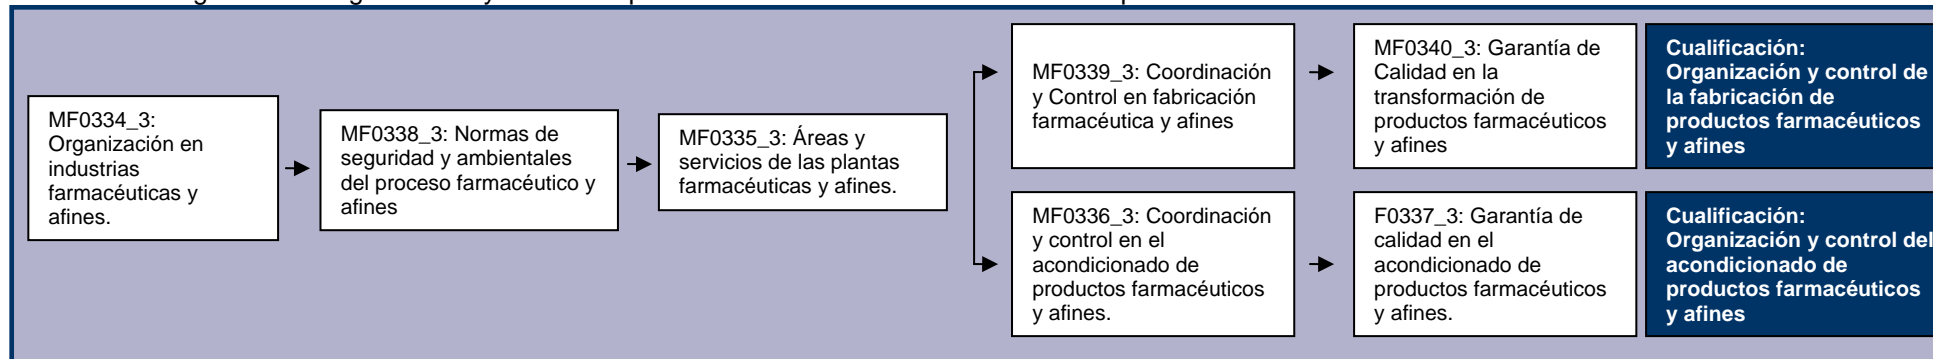 MF0334_3:
Organización en
industrias
farmacéuticas y
afines.
MF0338_3: Normas de
seguridad y ambientales
del proceso farmacéutico y
afines
MF0335_3: Áreas y
servicios de las plantas
farmacéuticas y afines.
MF0339_3: Coordinación
y Control en fabricación
farmacéutica y afines
MF0340_3: Garantía de
Calidad en la
transformación de
productos farmacéuticos
y afines
Cualificación:
Organización y control de
la fabricación de
productos farmacéuticos
y afines
MF0336_3: Coordinación
y control en el
acondicionado de
productos farmacéuticos
y afines.
F0337_3: Garantía de
calidad en el
acondicionado de
productos farmacéuticos
y afines.
Cualificación:
Organización y control del
acondicionado de
productos farmacéuticos
y afines